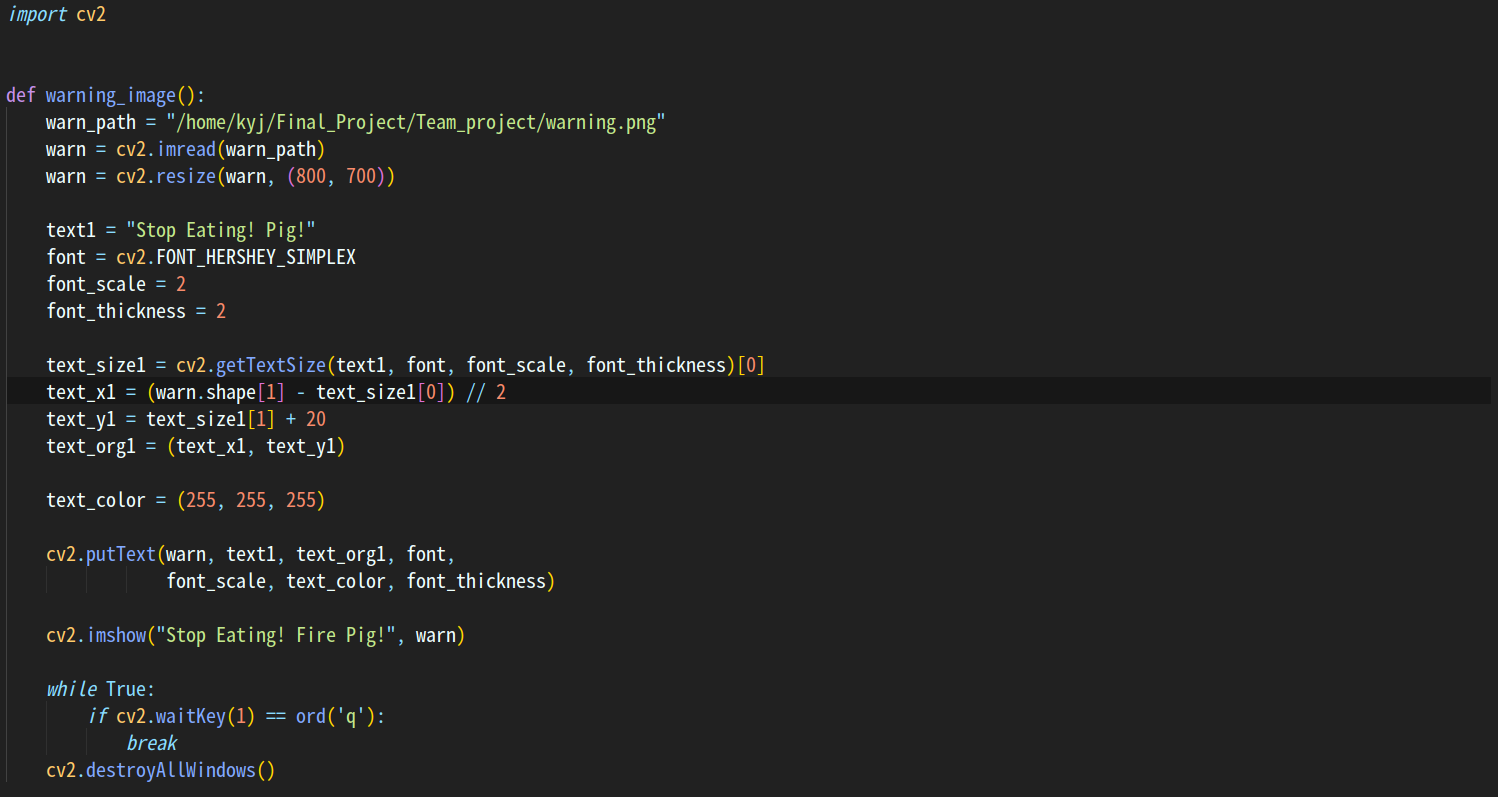 import cv2
def warning_image():
warn_path = "/home/kyj/Final_Project/Team_project/warning.png"
warn = cv2.imread(warn_path)
warn = cv2.resize(warn, (800, 700))
text1 = "Stop Eating! Pig!"
font = cv2.FONT_HERSHEY_SIMPLEX
font_scale = 2
font_thickness = 2
text_size1 = cv2.getTextSize(text1, font, font_scale, font_thickness)[0]
text_x1 = (warn.shape[1] - text_size1[0]) // 2
text_y1 = text_size1[1] + 20
text_org1 = (text_x1, text_y1)
text_color = (255, 255, 255)
cv2.putText(warn, text1, text_org1, font,
font_scale, text_color, font_thickness)
cv2.imshow("Stop Eating! Fire Pig!", warn)
while True:
if cv2.waitKey(1) == ord('q'):
break
cv2.destroyAllWindows()